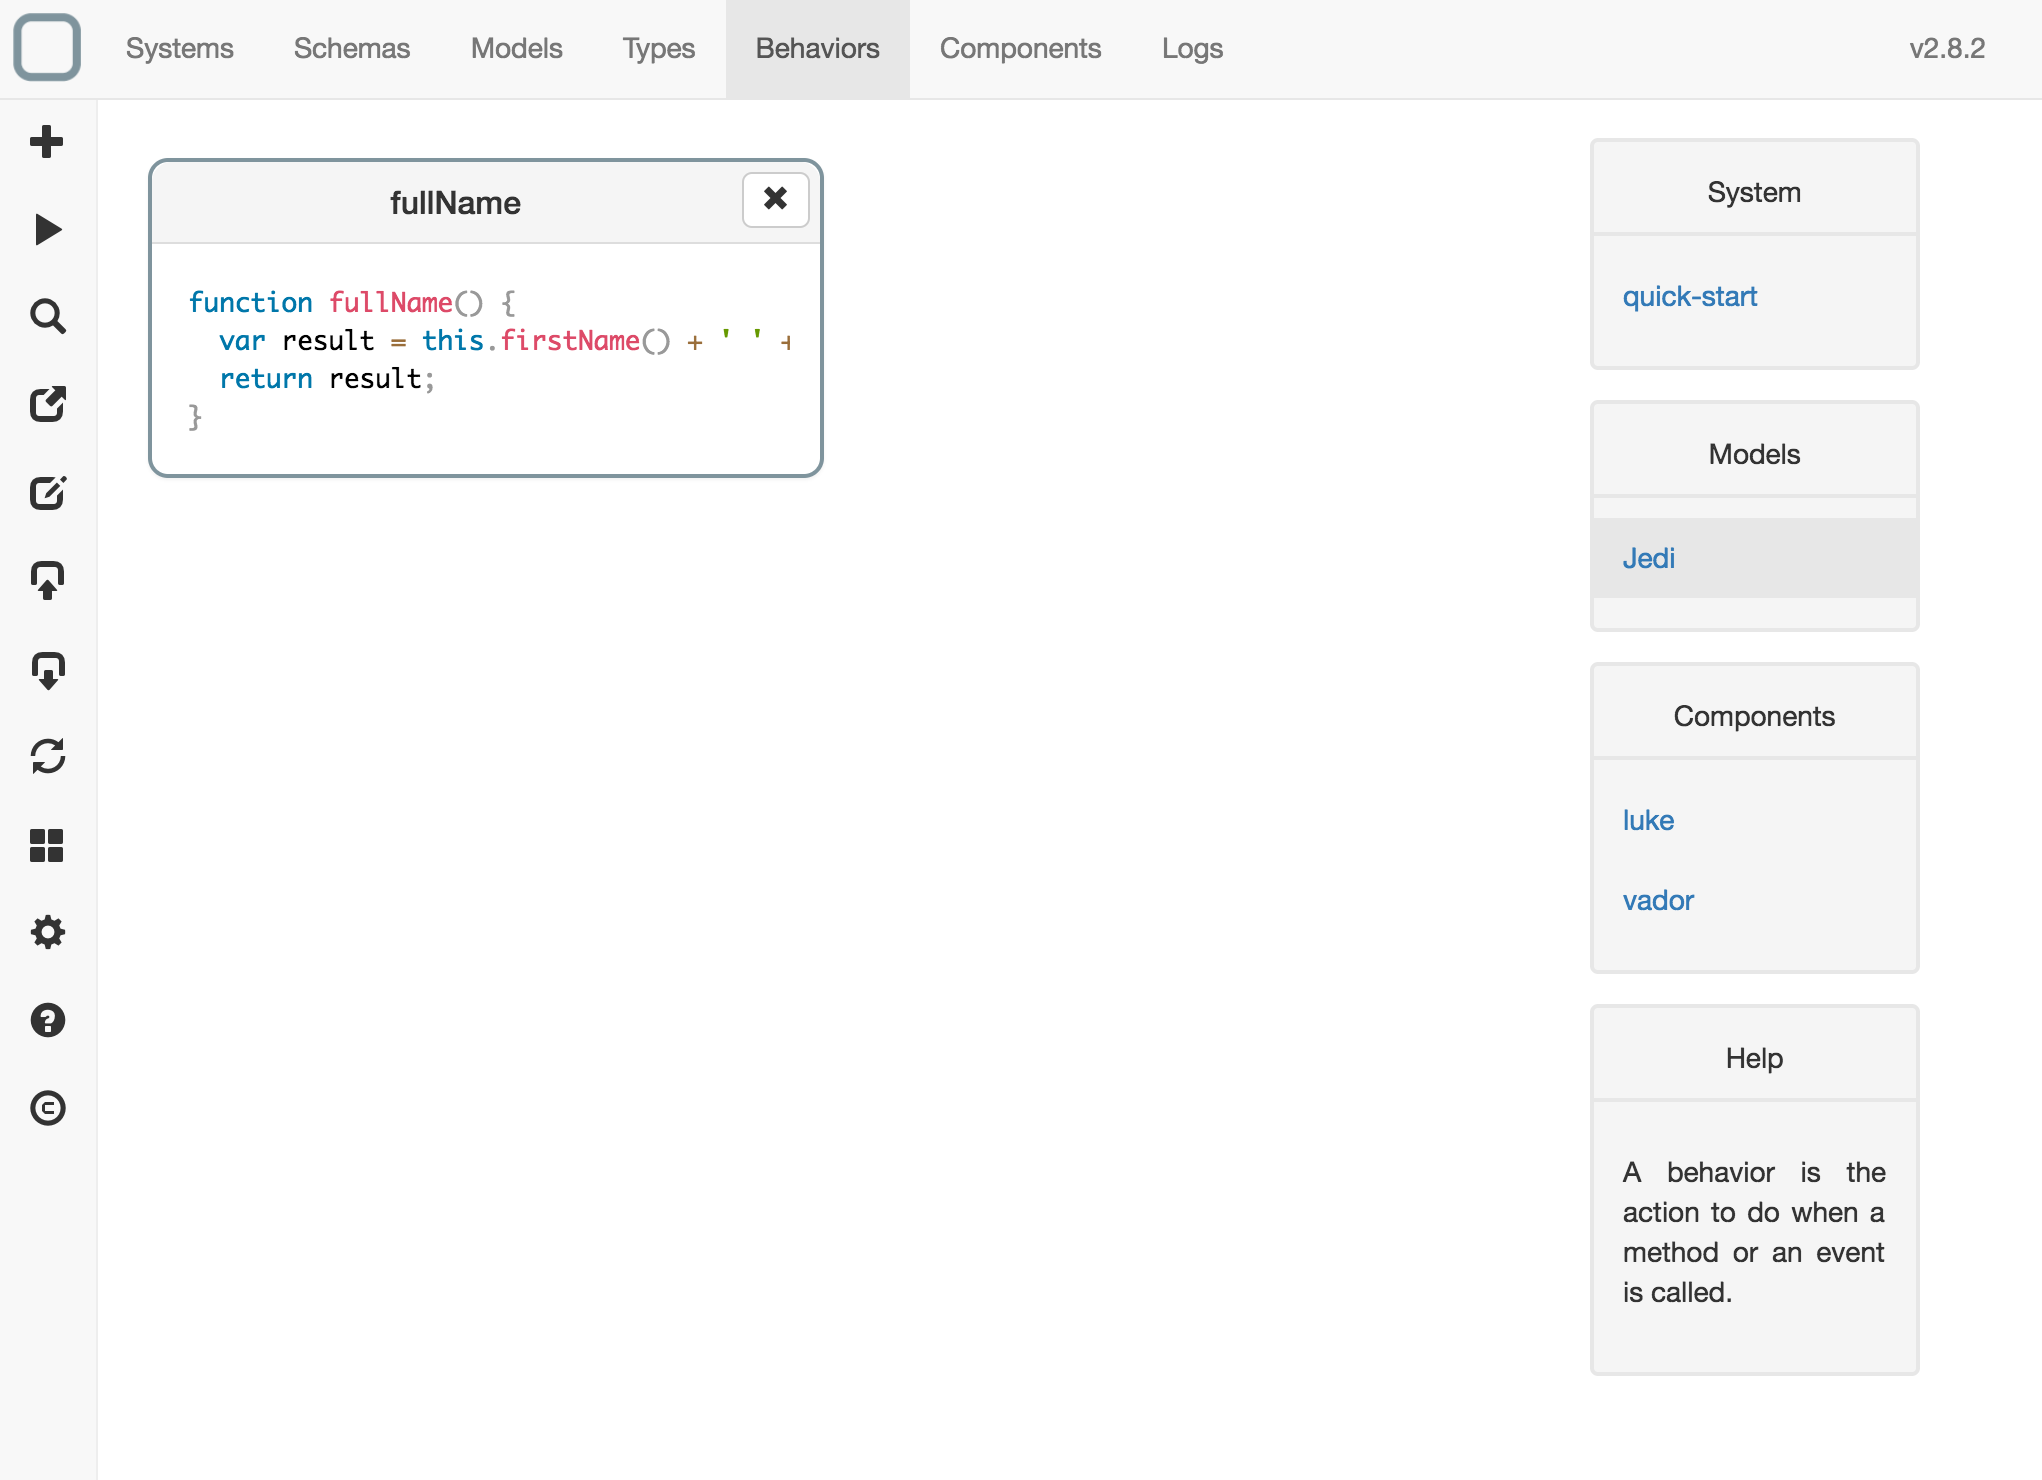 Systems Schemas Models Types Behaviors Components Logs v2.8.2
fullName
function fullName() {
  var result = this.firstName() + ' ' +
  return result;
}
System
quick-start
Models
Jedi
Components
luke
vador
Help
A behavior is the
action to do when a
method or an event
is called.